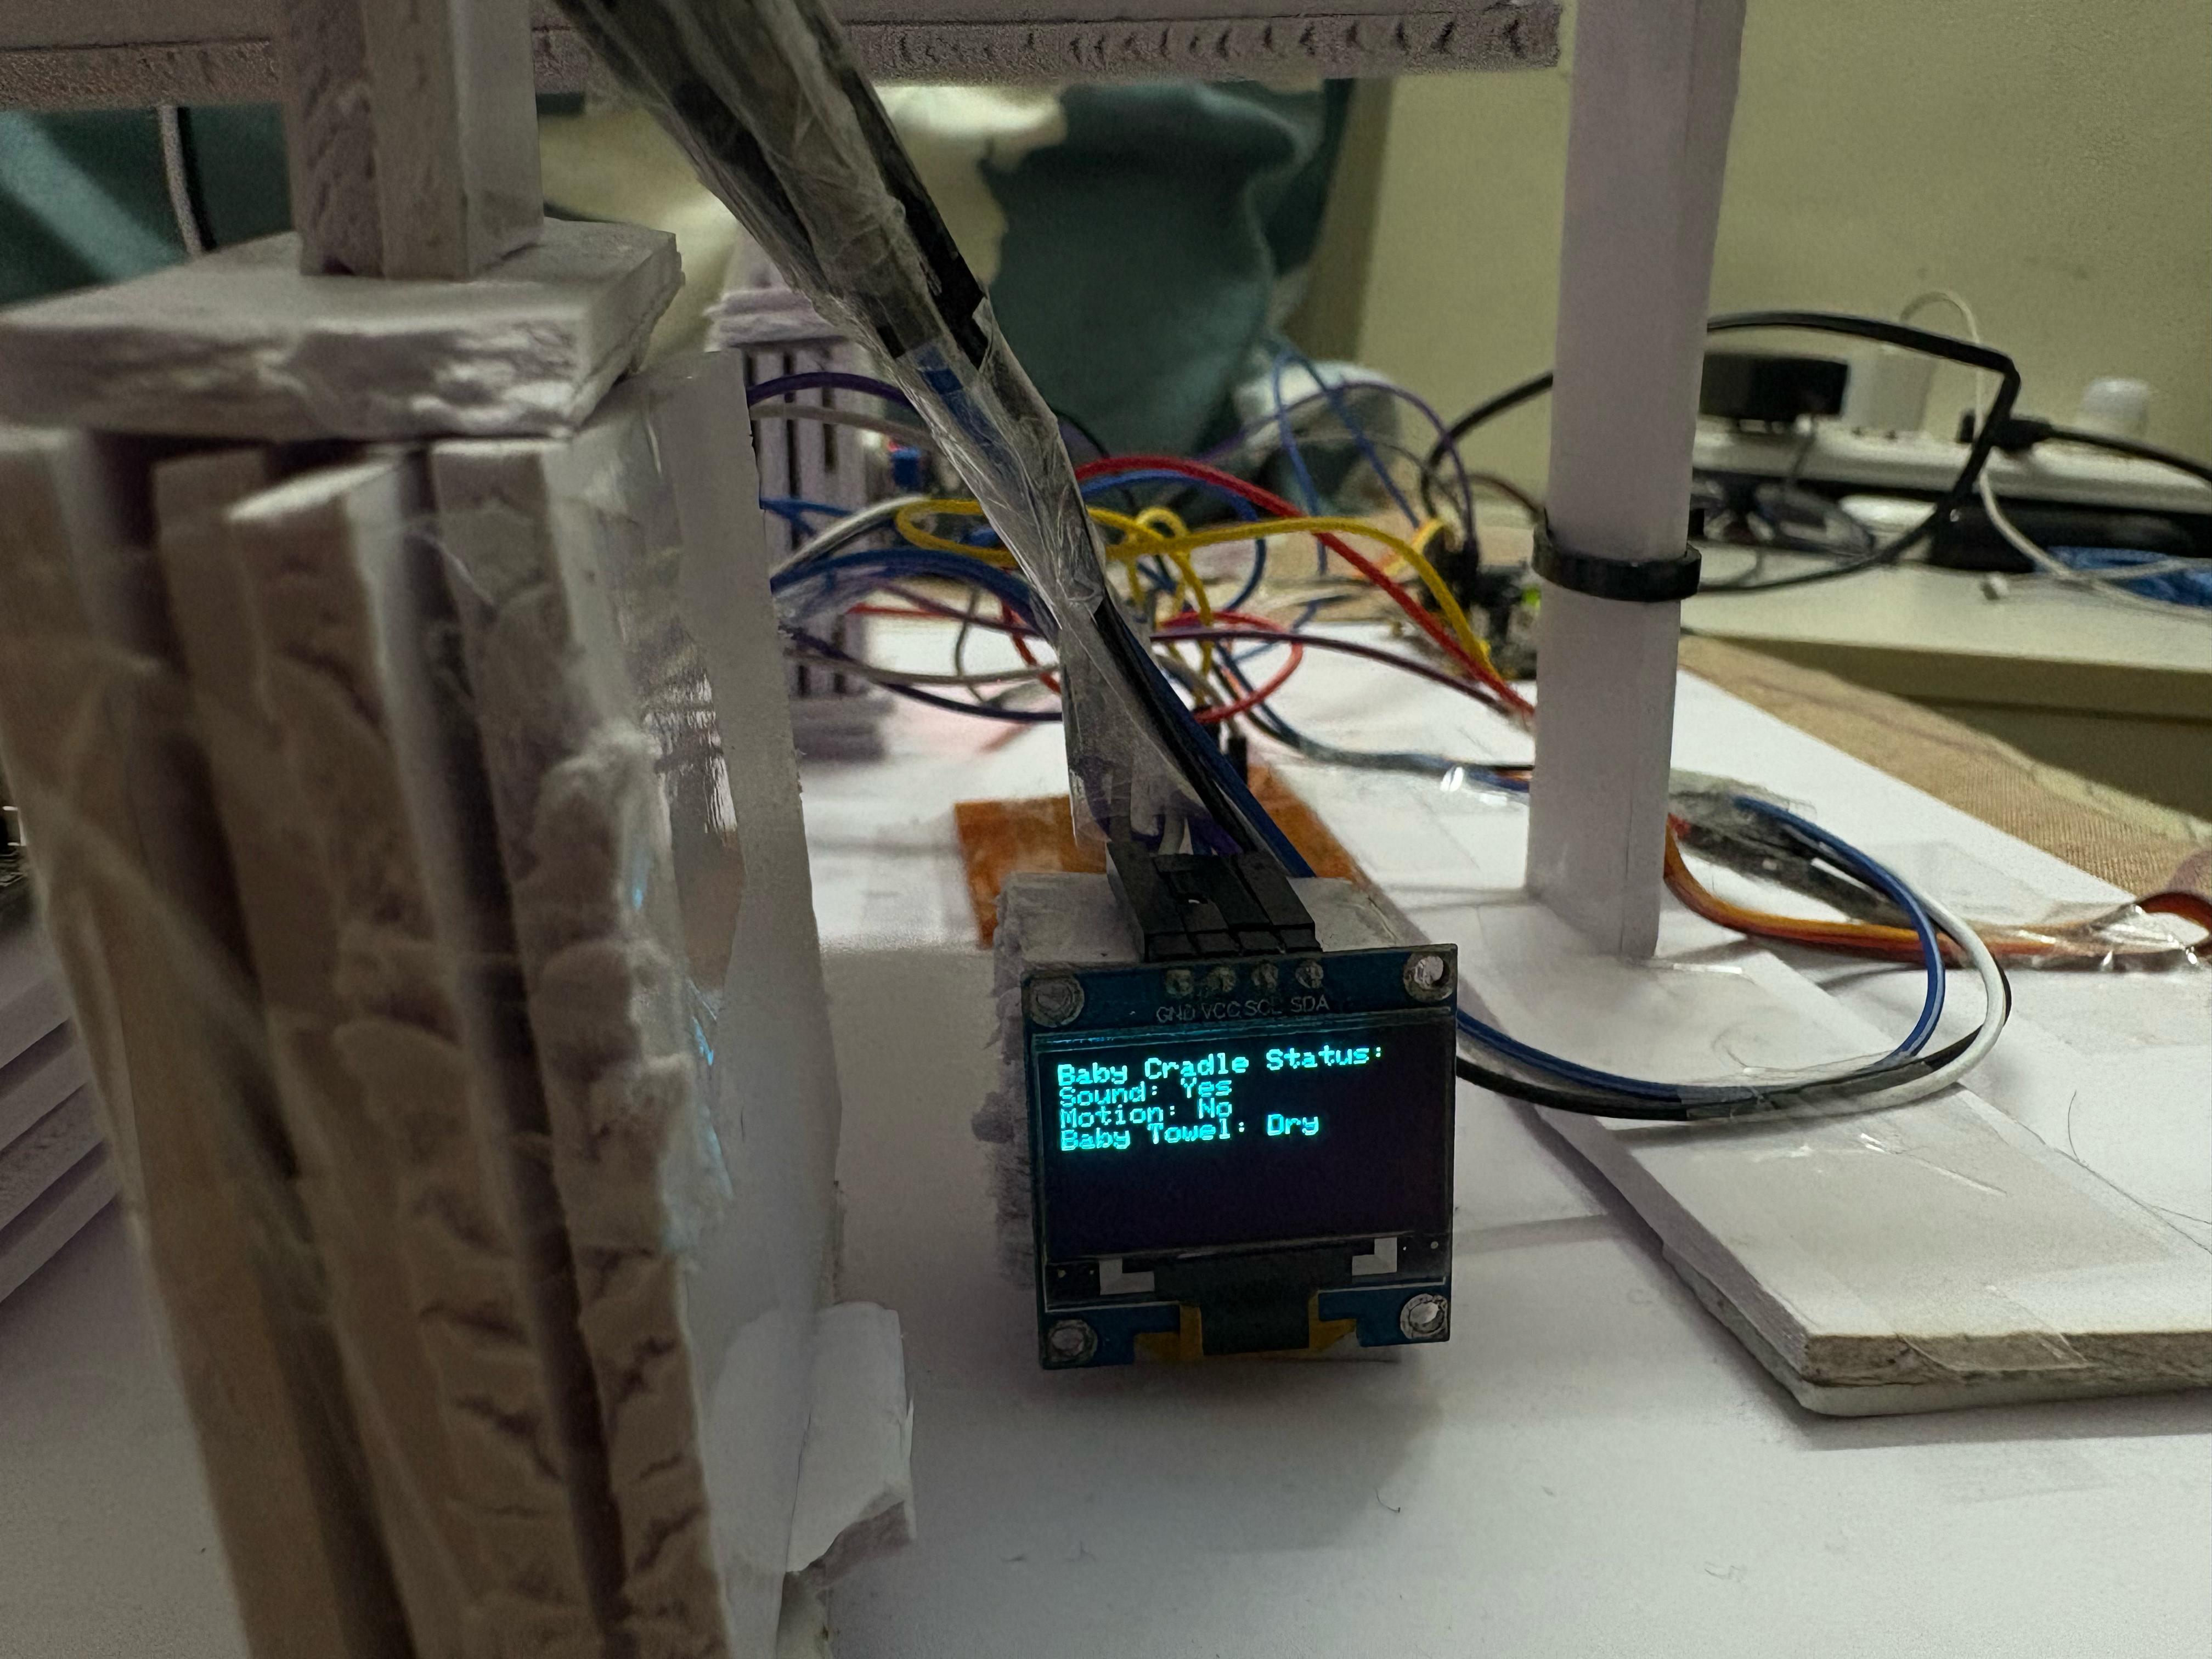 GND VCC SCL SDA
Baby Cradle Status:
Sound: Yes
Motion: No
Baby Towel: Dry